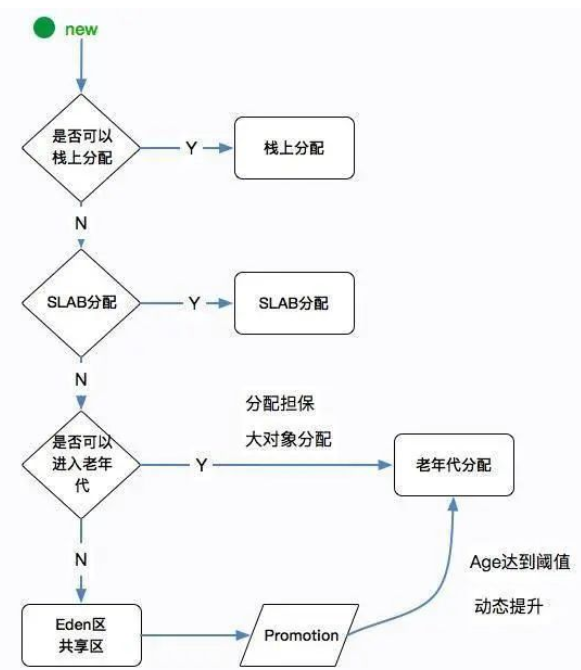 new
是否可以
栈上分配
Y
栈上分配
N
SLAB分配
Y
SLAB分配
N
分配担保
大对象分配
是否可以
进入老年
代
Y
老年代分配
N
Age达到阈值
动态提升
Eden区
共享区
Promotion